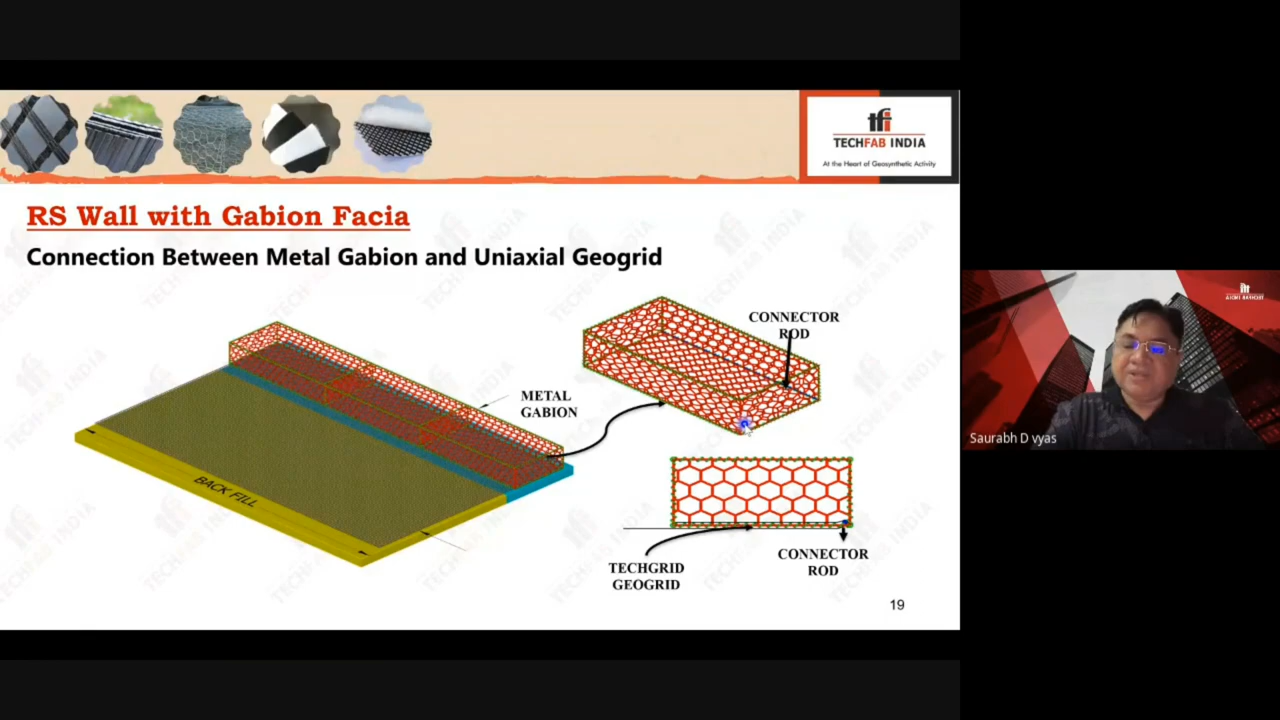 tfi
TECHFAB INDIA
At the Heart of Geosynthetic Activity
RS Wall with Gabion Facia
Connection Between Metal Gabion and Uniaxial Geogrid
CONNECTOR
ROD
METAL
GABION
BACK FILL
TECHGRID
GEOGRID
CONNECTOR
ROD
19
Saurabh D vyas